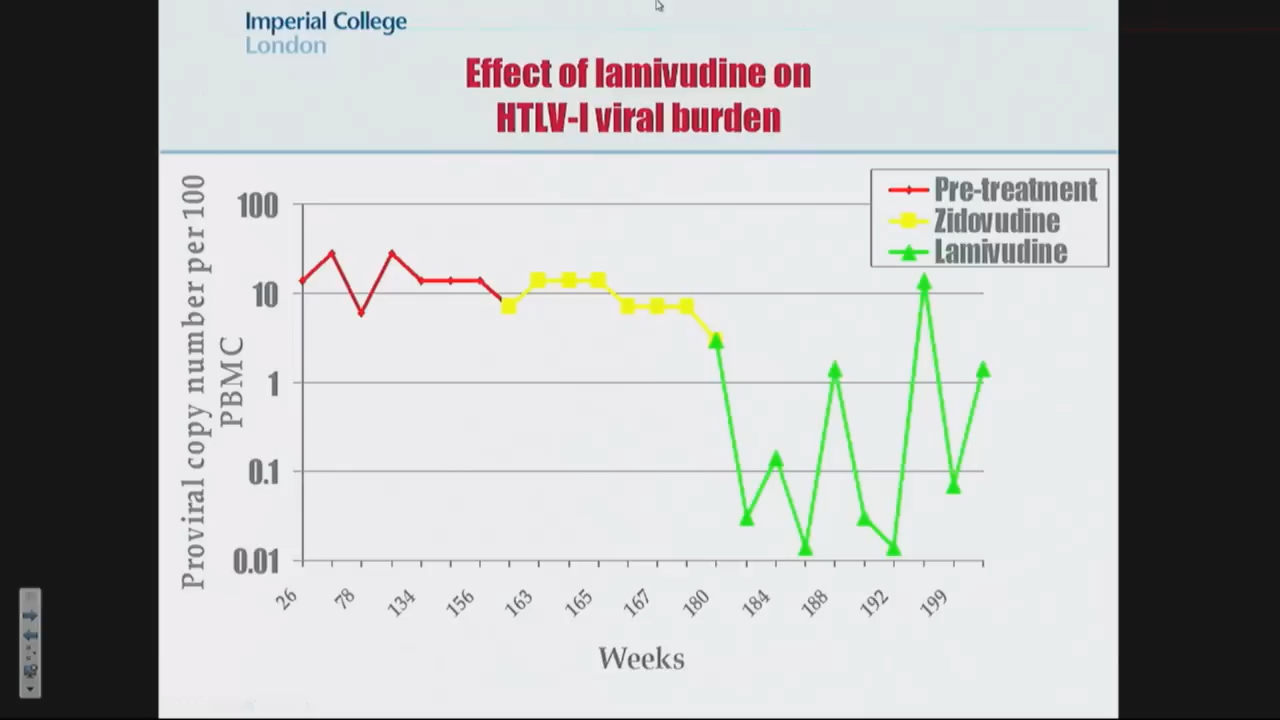 Imperial College
London
Effect of lamivudine on
HTLV-I viral burden
Proviral copy number per 100
PBMC
100
10
1
0.1
0.01
Pre-treatment
Zidovudine
Lamivudine
26
78
134
156
163
165
167
180
184
188
192
199
Weeks